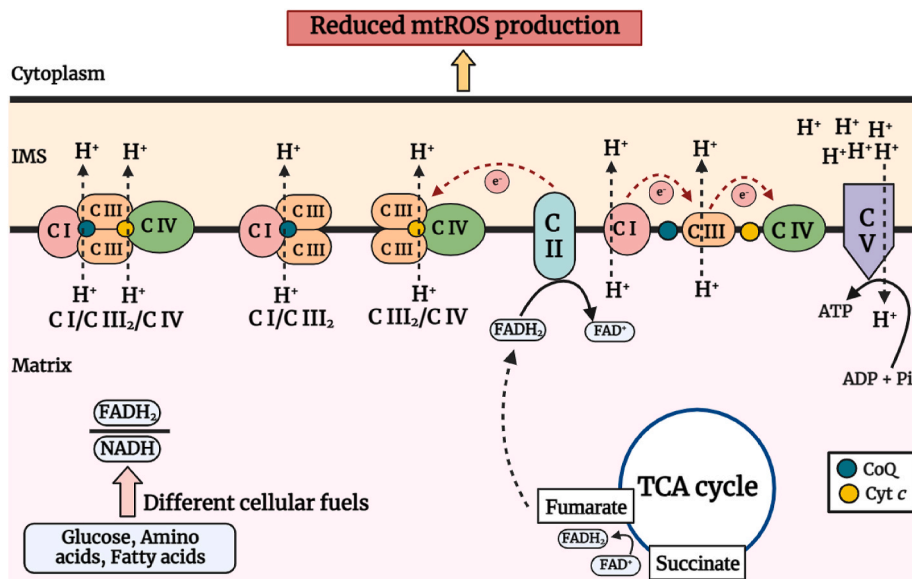 Reduced mtROS production
Cytoplasm
IMS
H⁺ H⁺ H⁺ H⁺ H⁺ H⁺ H⁺ H⁺ H⁺
H⁺ H⁺ H⁺
e⁻ e⁻ e⁻
C I C III C III C IV
C I C III C III
C III C III C IV
C II
C I
C III
C IV
C V
H⁺ H⁺ H⁺ H⁺ H⁺ H⁺
C I/C III₂/C IV
C I/C III₂
C III₂/C IV
ATP
H⁺
ADP + Pi
FADH₂
FAD⁺
Matrix
FADH₂
NADH
Different cellular fuels
Glucose, Amino
acids, Fatty acids
TCA cycle
Fumarate
FADH₂
FAD⁺
Succinate
CoQ
Cyt c